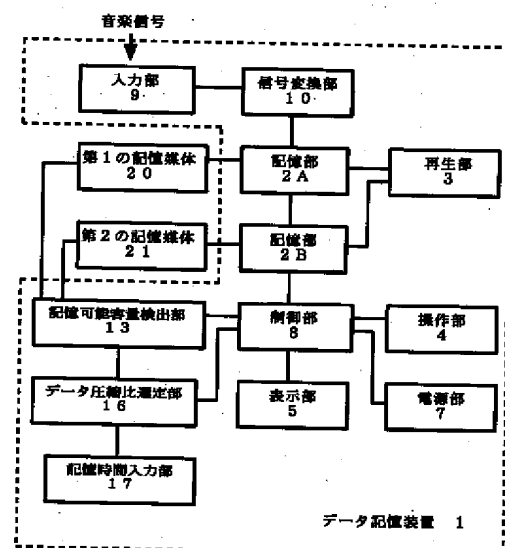 音楽信号
入力部
9
信号変換部
10
第1の記憶媒体
20
記憶部
2A
再生部
3
第2の記憶媒体
21
記憶部
2B
記憶可能容量検出部
13
制御部
8
操作部
4
データ圧縮比選定部
16
表示部
5
電源部
7
記憶時間入力部
17
データ記憶装置 1